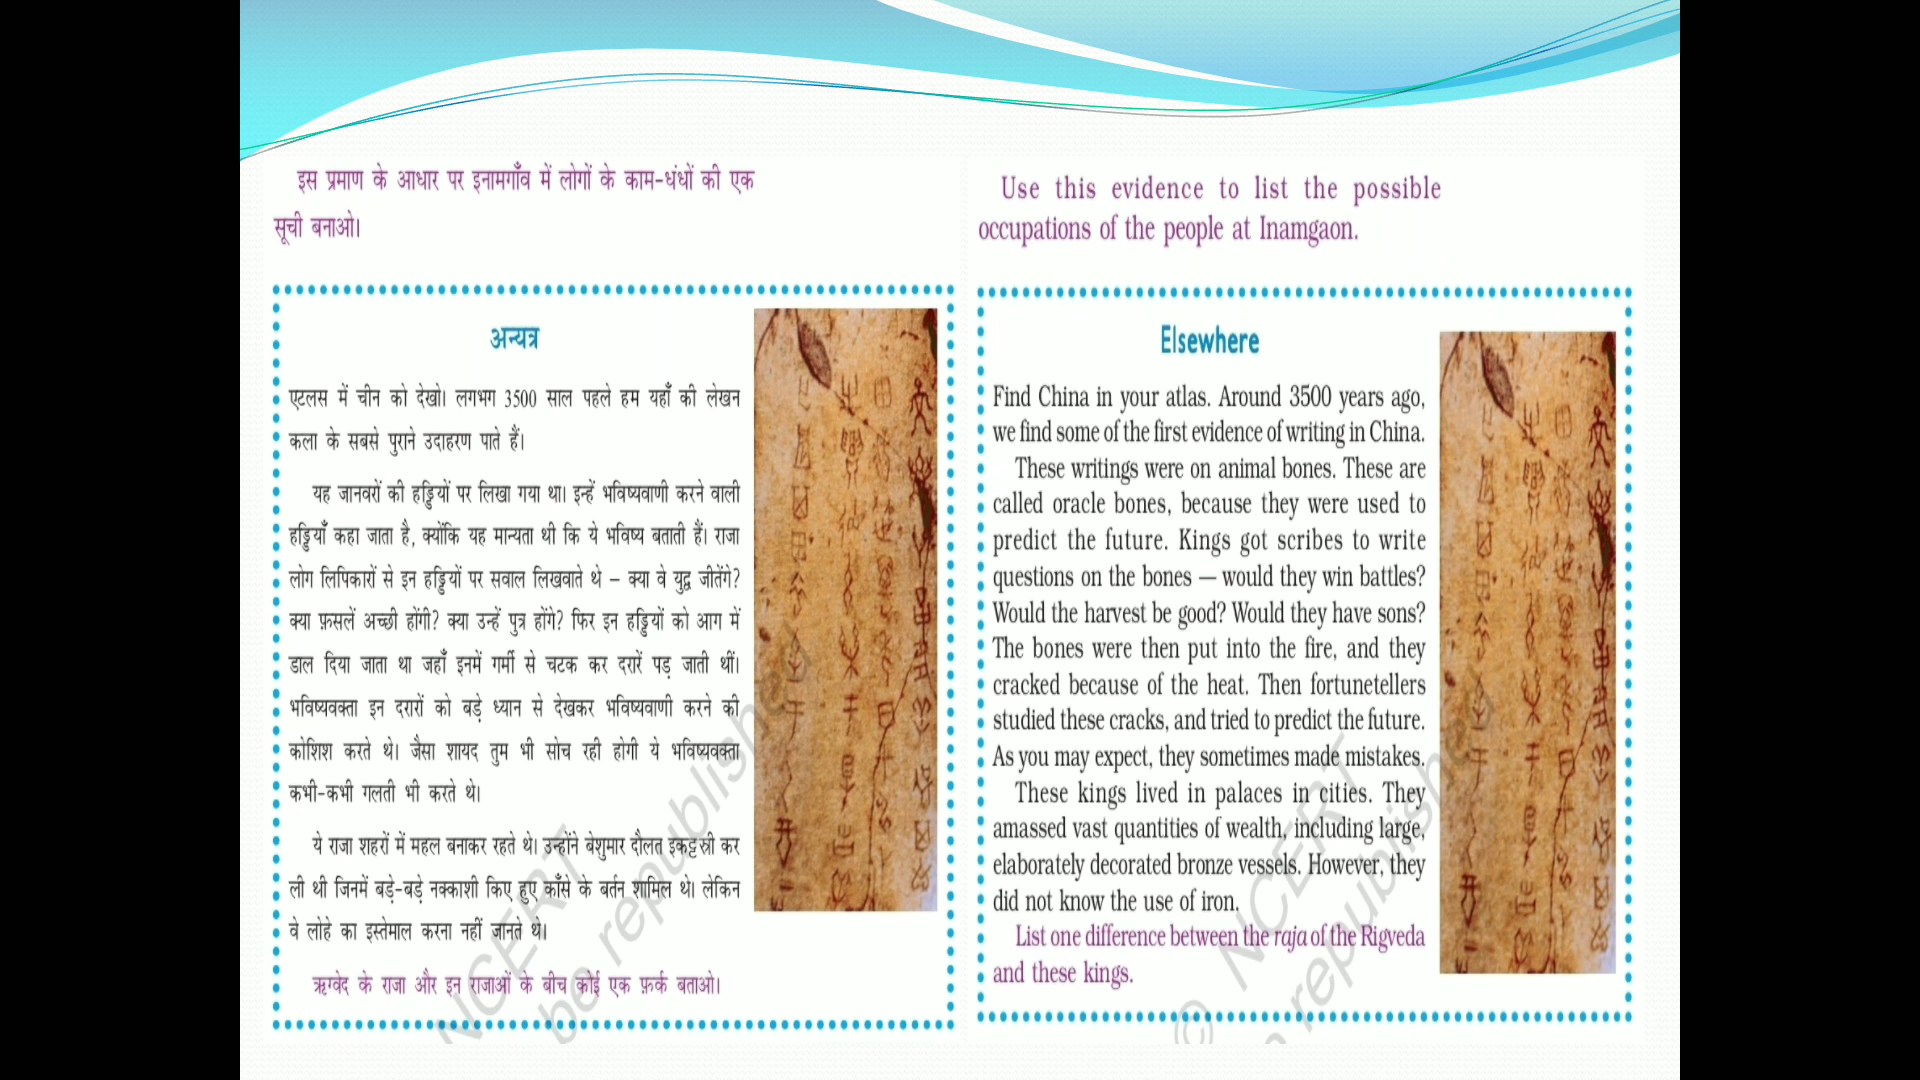 इस प्रमाण के आधार पर इनामगाँव में लोगों के काम-धंधों की एक
सूची बनाओ।
अन्यत्र
एटलस में चीन को देखो। लगभग 3500 साल पहले हम यहाँ की लेखन
कला के सबसे पुराने उदाहरण पाते हैं।
यह जानवरों की हड्डियों पर लिखा गया था। इन्हें भविष्यवाणी करने वाली
हड्डियाँ कहा जाता है, क्योंकि यह मान्यता थी कि ये भविष्य बताती हैं। राजा
लोग लिपिकारों से इन हड्डियों पर सवाल लिखवाते थे – क्या वे युद्ध जीतेंगे?
क्या फ़सलें अच्छी होंगी? क्या उन्हें पुत्र होंगे? फिर इन हड्डियों को आग में
डाल दिया जाता था जहाँ इनमें गर्मी से चटक कर दरारें पड़ जाती थीं।
भविष्यवक्ता इन दरारों को बड़े ध्यान से देखकर भविष्यवाणी करने की
कोशिश करते थे। जैसा शायद तुम भी सोच रही होगी ये भविष्यवक्ता
कभी-कभी गलती भी करते थे।
ये राजा शहरों में महल बनाकर रहते थे। उन्होंने बेशुमार दौलत कर
ली थी जिनमें बड़े-बड़े नक्काशी किए हुए काँसे के बर्तन शामिल थे। लेकिन
वे लोहे का इस्तेमाल करना नहीं जानते थे।
ऋग्वेद के राजा और इन राजाओं के बीच कोई एक फ़र्क बताओ।
NCERT
be republished
Use this evidence to list the possible
occupations of the people at Inamgaon.
Elsewhere
Find China in your atlas. Around 3500 years ago,
we find some of the first evidence of writing in China.
These writings were on animal bones. These are
called oracle bones, because they were used to
predict the future. Kings got scribes to write
questions on the bones — would they win battles?
Would the harvest be good? Would they have sons?
The bones were then put into the fire, and they
cracked because of the heat. Then fortunetellers
studied these cracks, and tried to predict the future.
As you may expect, they sometimes made mistakes.
These kings lived in palaces in cities. They
amassed vast quantities of wealth, including large,
elaborately decorated bronze vessels. However, they
did not know the use of iron.
List one difference between the raja of the Rigveda
and these kings.
© NCERT
republished